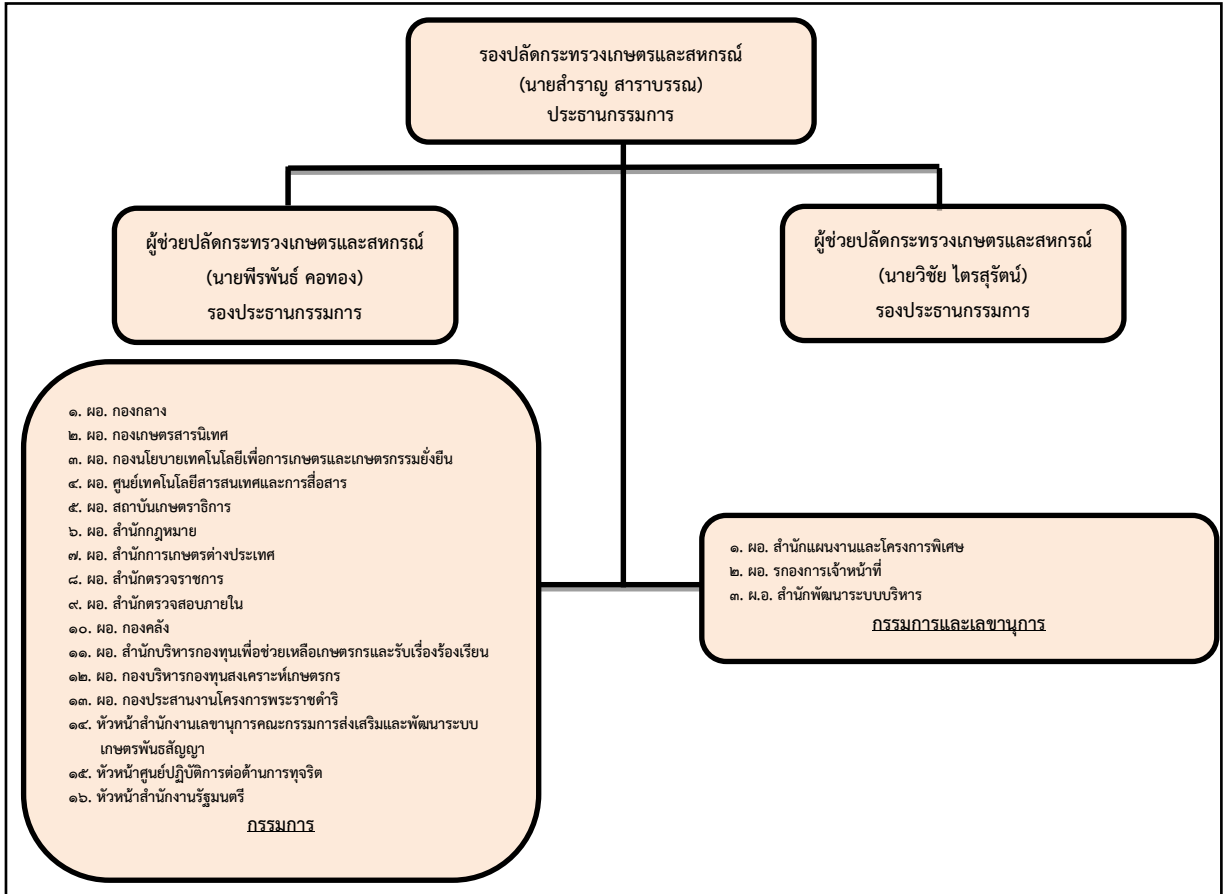 รองปลัดกระทรวงเกษตรและสหกรณ์
(นายสำราญ สาราบรรณ)
ประธานกรรมการ
ผู้ช่วยปลัดกระทรวงเกษตรและสหกรณ์
(นายพีรพันธ์ คอทอง)
รองประธานกรรมการ
ผู้ช่วยปลัดกระทรวงเกษตรและสหกรณ์
(นายวิชัย ไตรสุรัตน์)
รองประธานกรรมการ
๑. ผอ. กองกลาง
๒. ผอ. กองเกษตรสารนิเทศ
๓. ผอ. กองนโยบายเทคโนโลยีเพื่อการเกษตรและเกษตรกรรมยั่งยืน
๔. ผอ. ศูนย์เทคโนโลยีสารสนเทศและการสื่อสาร
๕. ผอ. สถาบันเกษตราธิการ
๖. ผอ. สำนักกฎหมาย
๗. ผอ. สำนักการเกษตรต่างประเทศ
๘. ผอ. สำนักตรวจราชการ
๙. ผอ. สำนักตรวจสอบภายใน
๑๐. ผอ. กองคลัง
๑๑. ผอ. สำนักบริหารกองทุนเพื่อช่วยเหลือเกษตรกรและรับเรื่องร้องเรียน
๑๒. ผอ. กองบริหารกองทุนสงเคราะห์เกษตรกร
๑๓. ผอ. กองประสานงานโครงการพระราชดำริ
๑๔. หัวหน้าสำนักงานเลขานุการคณะกรรมการส่งเสริมและพัฒนาระบบ
เกษตรพันธสัญญา
๑๕. หัวหน้าศูนย์ปฏิบัติการต่อต้านการทุจริต
๑๖. หัวหน้าสำนักงานรัฐมนตรี
กรรมการ
๑. ผอ. สำนักแผนงานและโครงการพิเศษ
๒. ผอ. รกองการเจ้าหน้าที่
๓. ผ.อ. สำนักพัฒนาระบบบริหาร
กรรมการและเลขานุการ